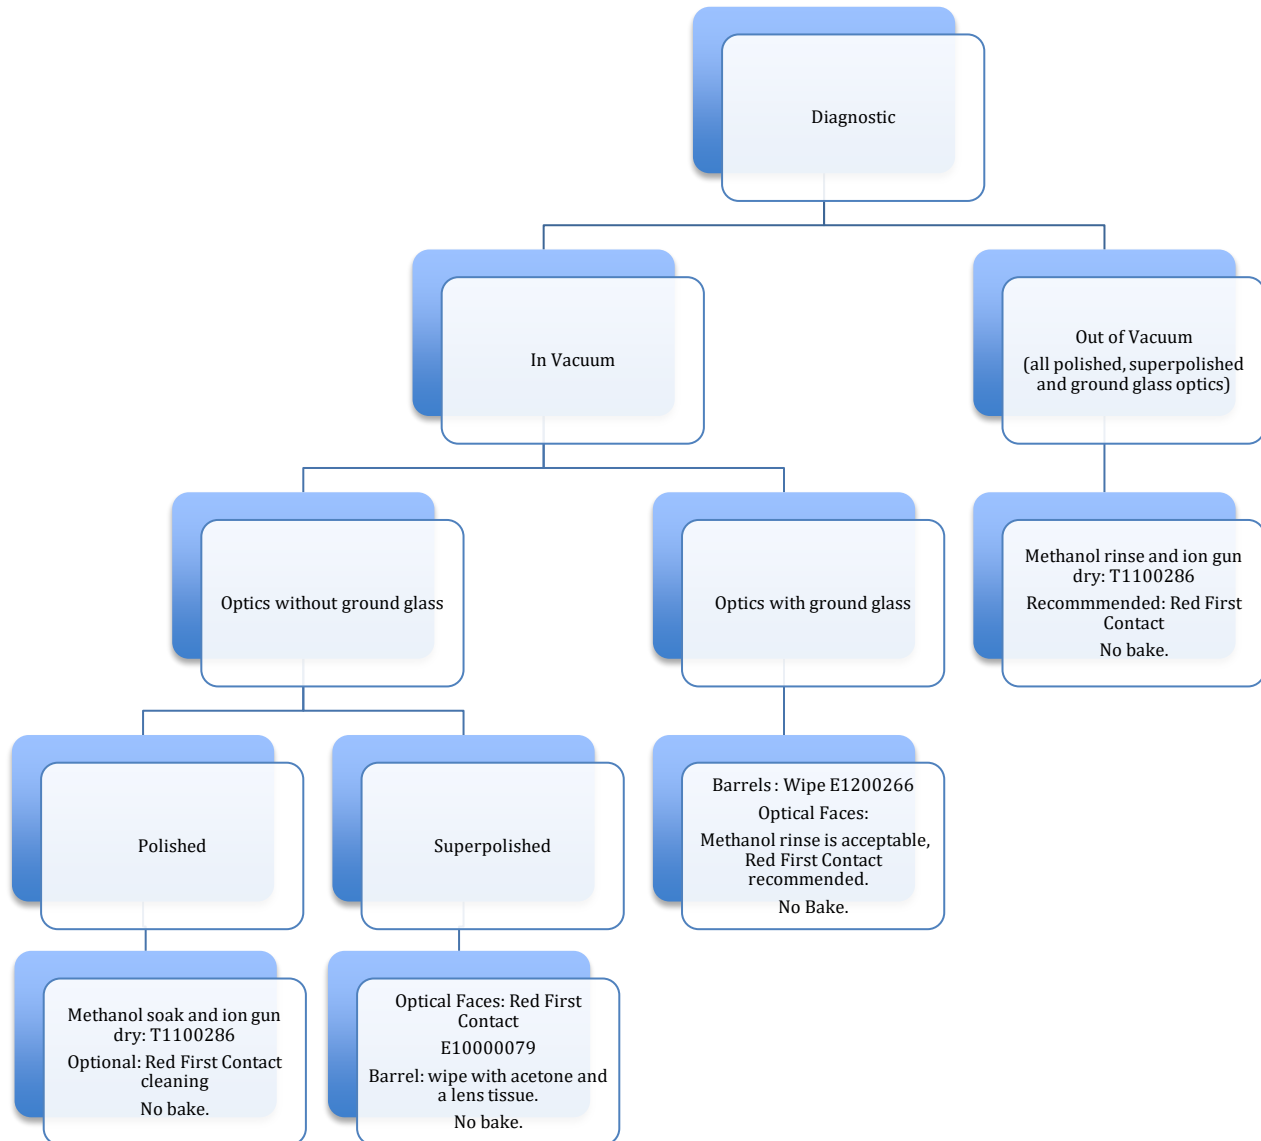 Diagnostic
In Vacuum
Out of Vacuum
(all polished, superpolished
and ground glass optics)
Optics without ground glass
Optics with ground glass
Methanol rinse and ion gun
dry: T1100286
Recommmended: Red First
Contact
No bake.
Polished
Superpolished
Barrels : Wipe E1200266
Optical Faces:
Methanol rinse is acceptable,
Red First Contact
recommended.
No Bake.
Methanol soak and ion gun
dry: T1100286
Optional: Red First Contact
cleaning
No bake.
Optical Faces: Red First
Contact
E10000079
Barrel: wipe with acetone and
a lens tissue.
No bake.